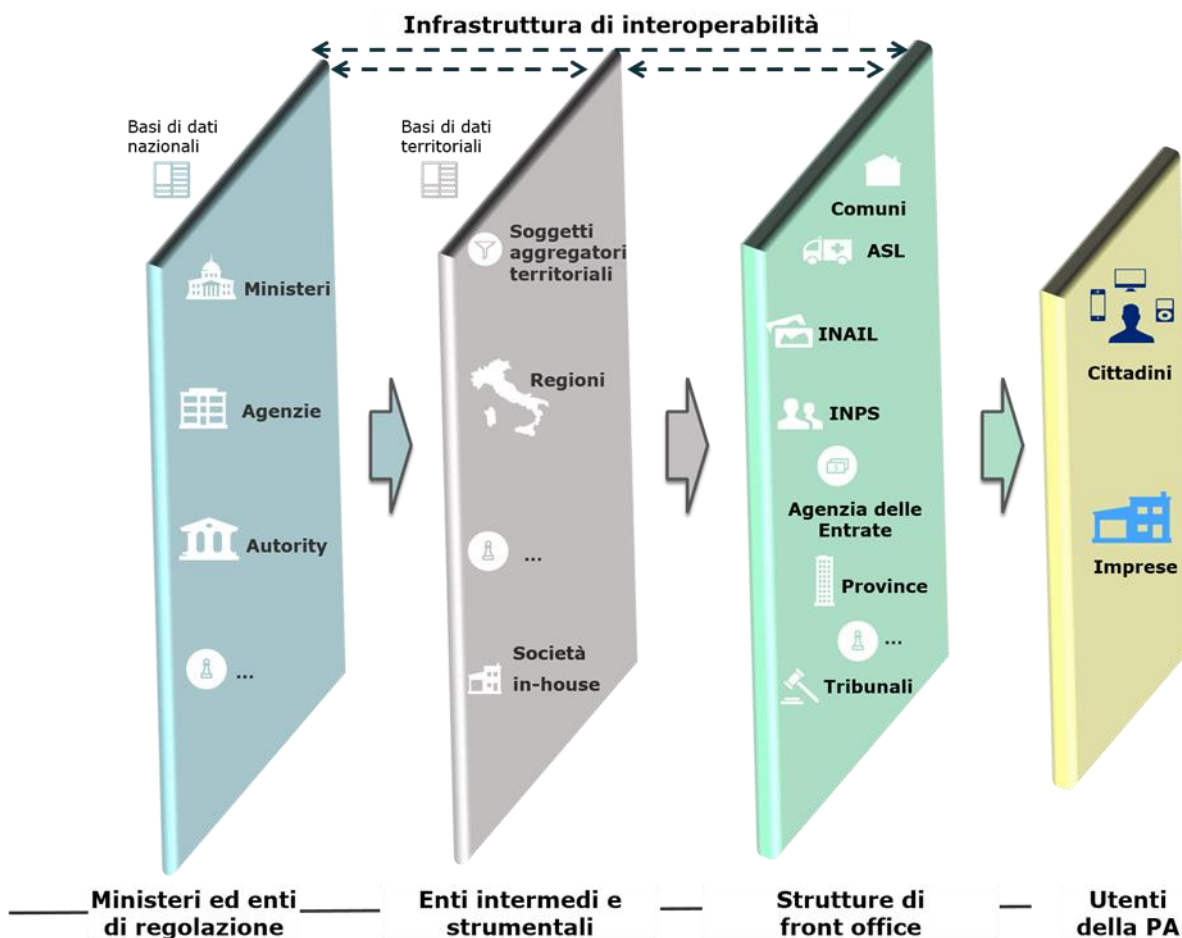 Infrastruttura di interoperabilità
Basi di dati
nazionali
Ministeri
Agenzie
Autority
...
Basi di dati
territoriali
Soggetti
aggregatori
territoriali
Regioni
...
Società
in-house
Comuni
ASL
INAIL
INPS
Agenzia delle
Entrate
Province
...
Tribunali
Cittadini
Imprese
Ministeri ed enti
di regolazione
Enti intermedi e
strumentali
Strutture di
front office
Utenti
della PA